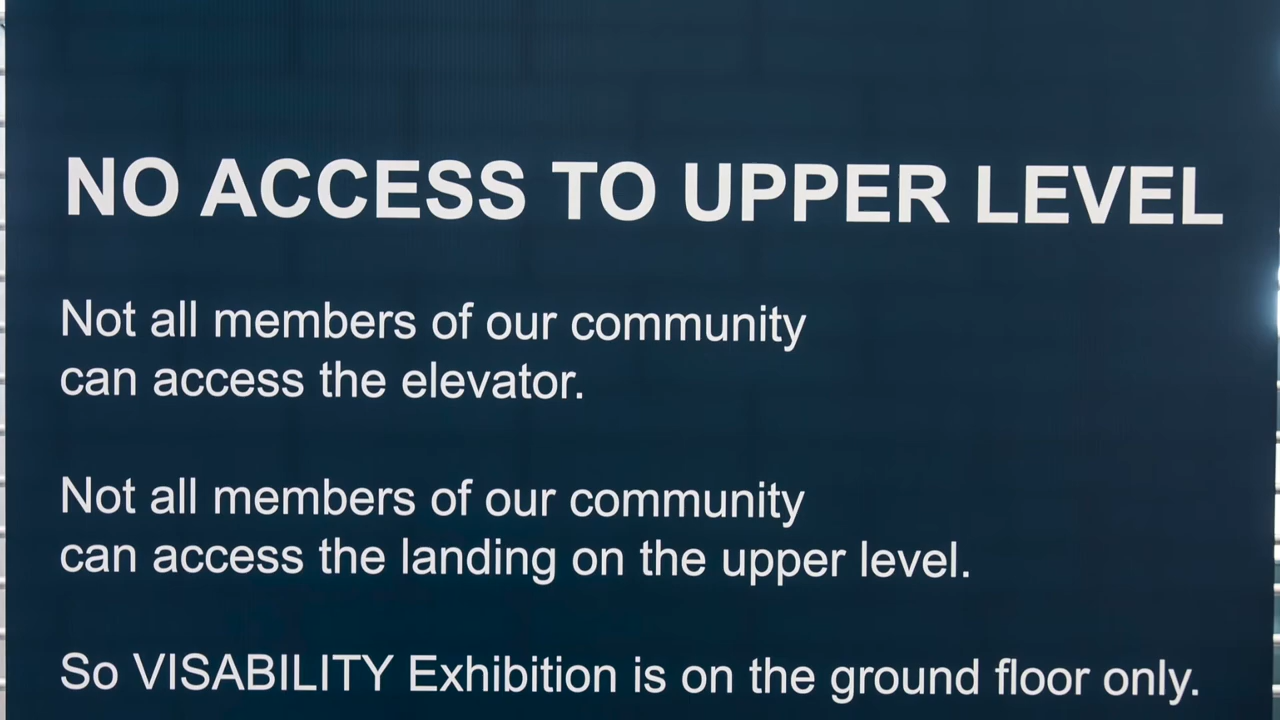 NO ACCESS TO UPPER LEVEL
Not all members of our community
can access the elevator.
Not all members of our community
can access the landing on the upper level.
So VISABILITY Exhibition is on the ground floor only.